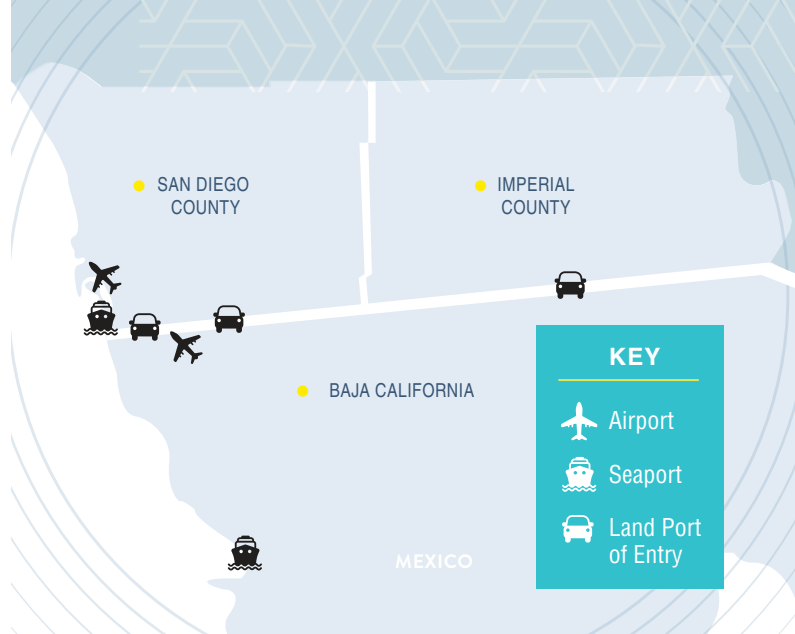 SAN DIEGO
COUNTY
IMPERIAL
COUNTY
BAJA CALIFORNIA
MEXICO
KEY
Airport
Seaport
Land Port
of Entry